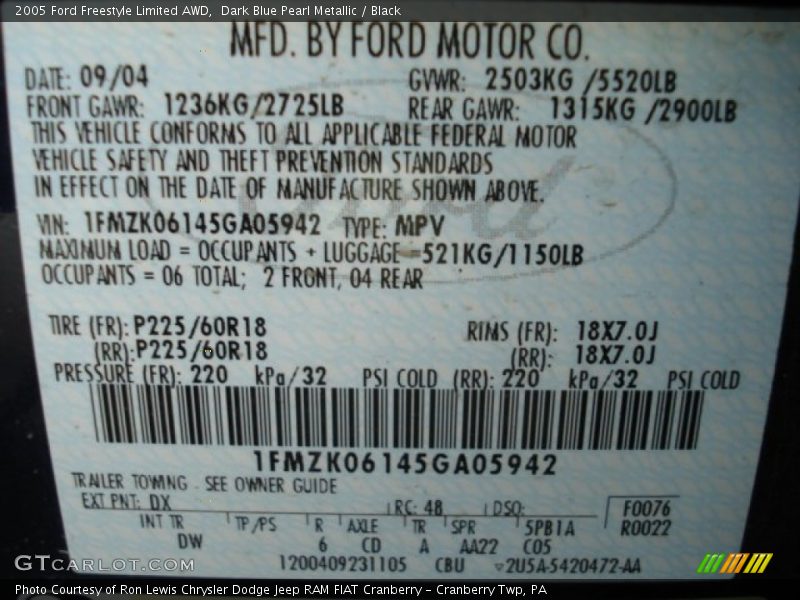 2005 Ford Freestyle Limited AWD, Dark Blue Pearl Metallic / Black
MFD. BY FORD MOTOR CO.
DATE: 09/04 GVWR: 2503KG /5520LB
FRONT GAWR: 1236KG/2725LB REAR GAWR: 1315KG /2900LB
THIS VEHICLE CONFORMS TO ALL APPLICABLE FEDERAL MOTOR
VEHICLE SAFETY AND THEFT PREVENTION STANDARDS
IN EFFECT ON THE DATE OF MANUFACTURE SHOWN ABOVE.
VIN: 1FMZK06145GA05942 TYPE: MPV
MAXIMUM LOAD = OCCUPANTS + LUGGAGE =521KG/1150LB
OCCUPANTS = 06 TOTAL; 2 FRONT, 04 REAR
TIRE (FR): P225/60R18 RIMS (FR): 18X7.0J
(RR): P225/60R18 (RR): 18X7.0J
PRESSURE (FR): 220 kPa/32 PSI COLD (RR): 220 kPa/32 PSI COLD
1FMZK06145GA05942
TRAILER TOWING - SEE OWNER GUIDE
EXT PNT: DX RC: 48 DSO: F0076
INT TR TP/PS R AXLE TR SPR 5PB1A R0022
DW 6 CD A AA22 C05
1200409231105 CBU 2U5A-5420472-AA
GTCARLOT.COM
Photo Courtesy of Ron Lewis Chrysler Dodge Jeep RAM FIAT Cranberry - Cranberry Twp, PA